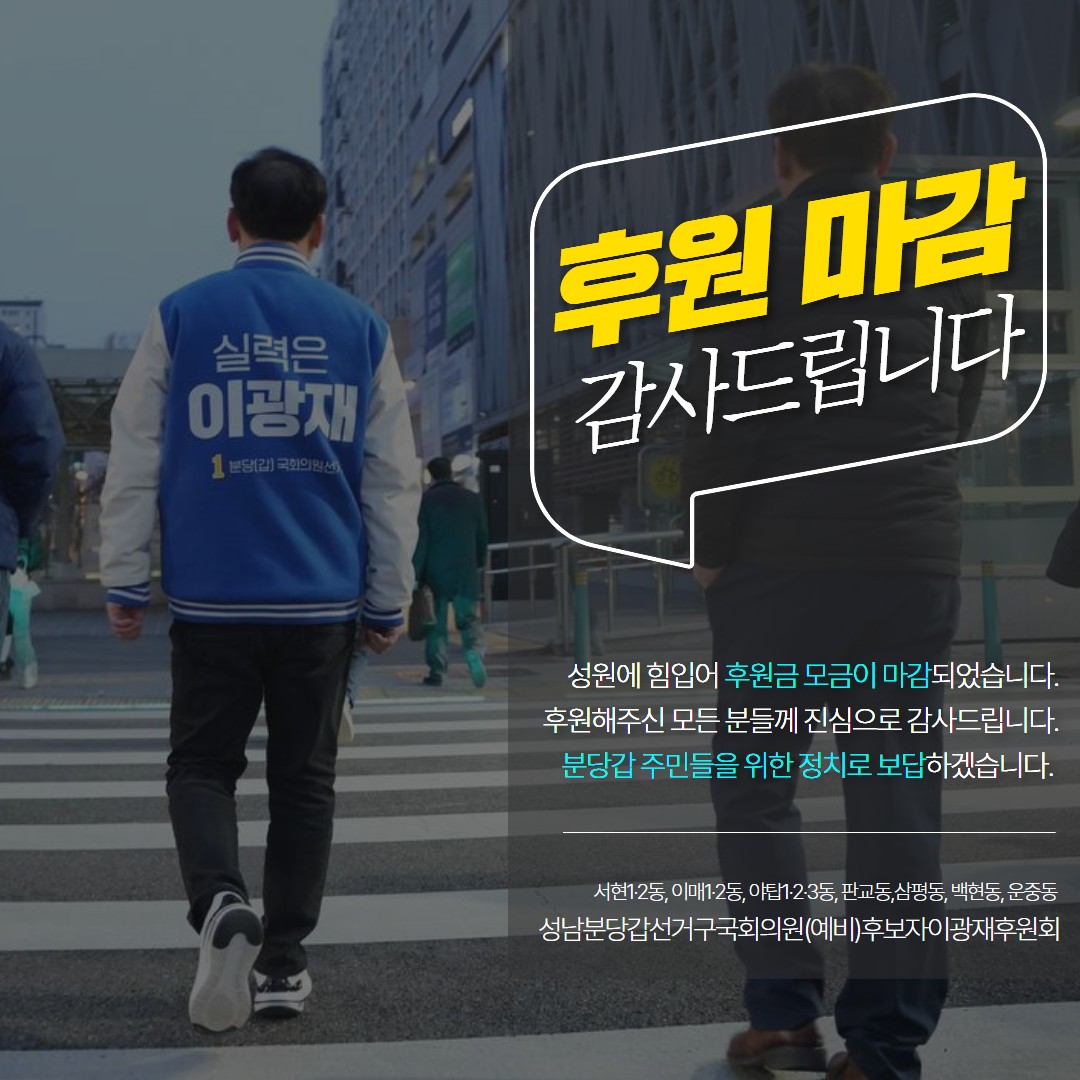 실력은
이광재
1 분당(갑) 국회의원선거
후원 마감
감사드립니다
성원에 힘입어 후원금 모금이 마감되었습니다.
후원해주신 모든 분들께 진심으로 감사드립니다.
분당갑 주민들을 위한 정치로 보답하겠습니다.
서현1·2동, 이매1·2동, 야탑1·2·3동, 판교동,삼평동, 백현동, 운중동
성남분당갑선거구국회의원(예비)후보자이광재후원회